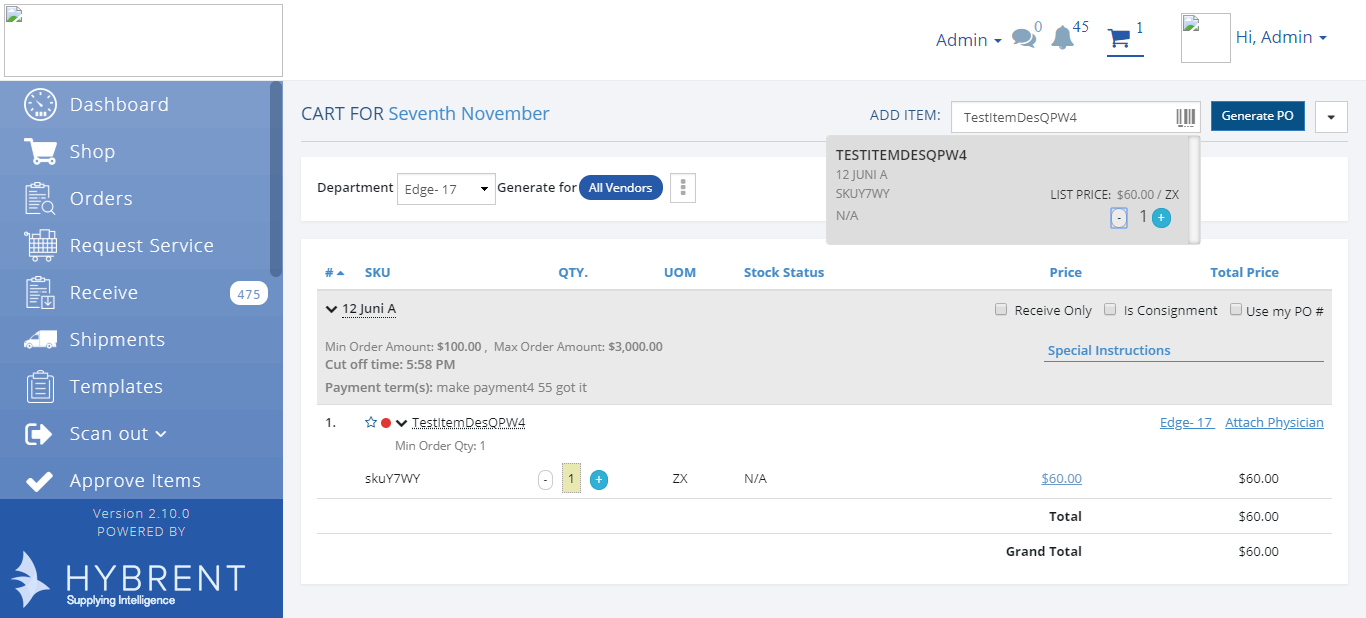 Admin
0
45
1
Hi, Admin
Dashboard
Shop
Orders
Request Service
Receive 475
Shipments
Templates
Scan out
Approve Items
Version 2.10.0
POWERED BY
HYBRENT
Supplying Intelligence
CART FOR Seventh November
ADD ITEM: TestItemDesQPW4 Generate PO
TESTITEMDESQPW4
12 JUNI A
SKUY7WY LIST PRICE: $60.00 / ZX
N/A - 1 +
Department Edge- 17 Generate for All Vendors
# SKU QTY. UOM Stock Status Price Total Price
12 Juni A Receive Only Is Consignment Use my PO #
Min Order Amount: $100.00 , Max Order Amount: $3,000.00
Special Instructions
Cut off time: 5:58 PM
Payment term(s): make payment4 55 got it
1. TestItemDesQPW4 Edge- 17 Attach Physician
Min Order Qty: 1
skuY7WY - 1 + ZX N/A $60.00 $60.00
Total $60.00
Grand Total $60.00